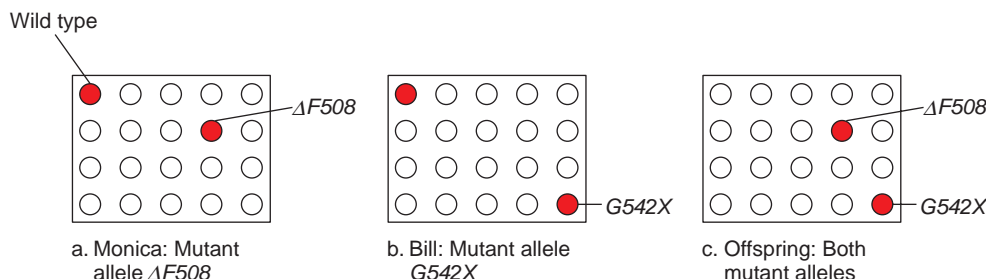 Wild type
ΔF508
ΔF508
G542X
G542X
a. Monica: Mutant
allele ΔF508
b. Bill: Mutant allele
G542X
c. Offspring: Both
mutant alleles